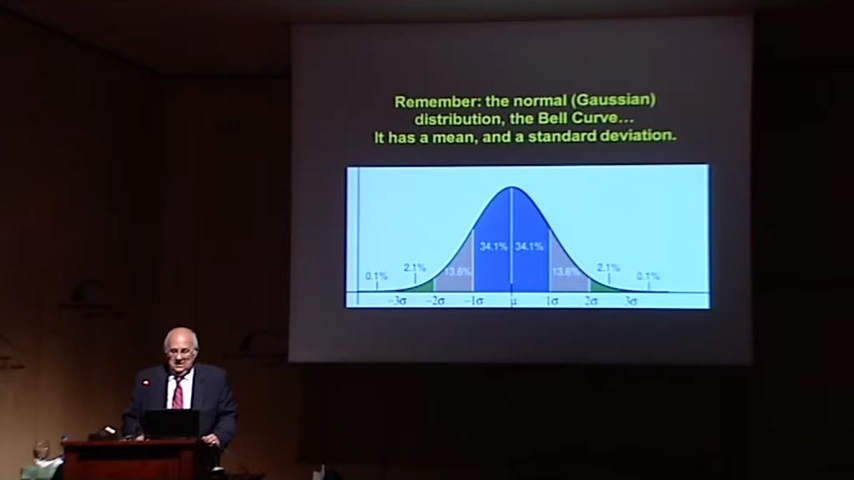 Remember: the normal (Gaussian)
distribution, the Bell Curve…
It has a mean, and a standard deviation.
34.1% 34.1%
0.1% 2.1% 13.6% 13.6% 2.1% 0.1%
−3σ −2σ −1σ μ 1σ 2σ 3σ